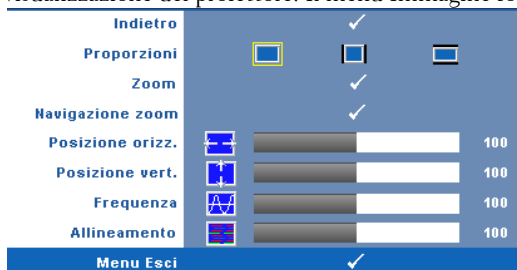 Indietro
Proporzioni
Zoom
Navigazione zoom
Posizione orizz. 100
Posizione vert. 100
Frequenza 100
Allineamento 100
Menu Esci